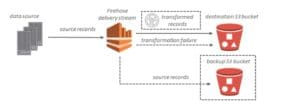 data source
source records
Firehose
delivery stream
transformed
records
transformation failure
destination S3 bucket
source records
backup S3 bucket